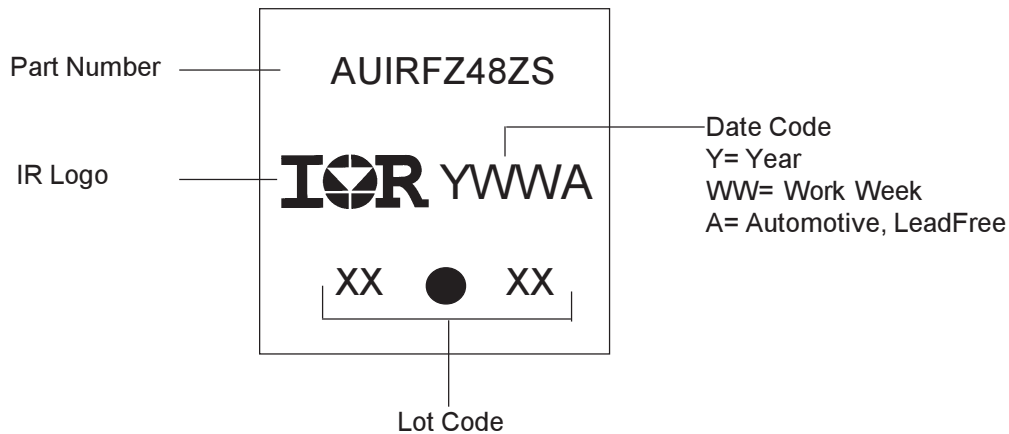 Part Number
AUIRFZ48ZS
IR Logo
IOR YWWA
Date Code
Y= Year
WW= Work Week
A= Automotive, LeadFree
XX ● XX
Lot Code